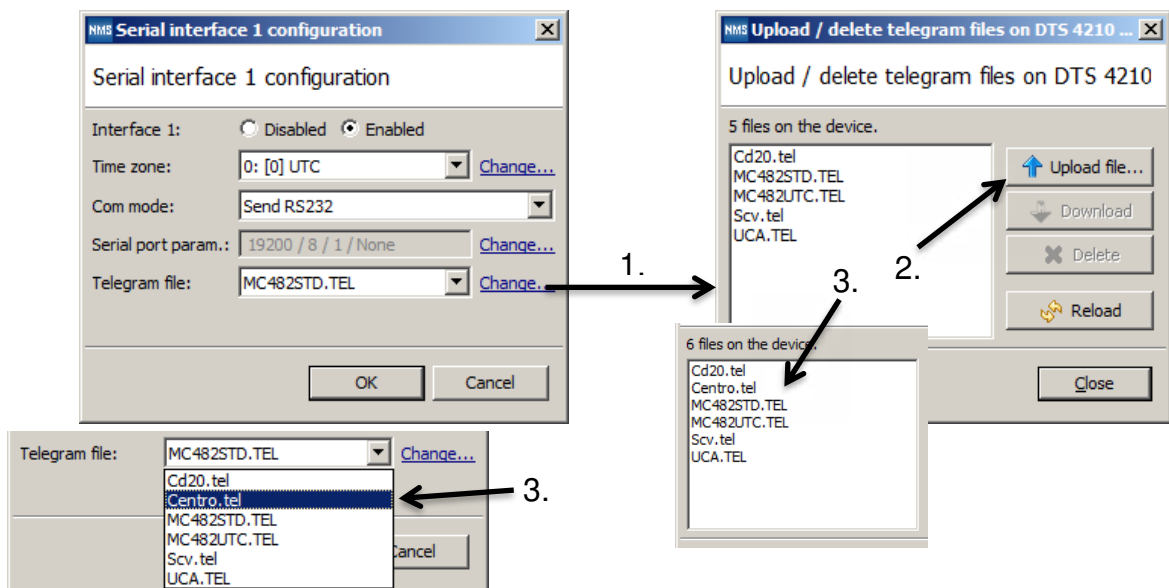 NMS Serial interface 1 configuration
Serial interface 1 configuration
Interface 1: Disabled Enabled
Time zone: 0: [0] UTC Change...
Com mode: Send RS232
Serial port param.: 19200 / 8 / 1 / None Change...
Telegram file: MC482STD.TEL Change...
OK Cancel
1.
NMS Upload / delete telegram files on DTS 4210 ...
Upload / delete telegram files on DTS 4210
5 files on the device.
Cd20.tel
MC482STD.TEL
MC482UTC.TEL
Scv.tel
UCA.TEL
Upload file...
Download
Delete
Reload
Close
2.
3.
6 files on the device.
Cd20.tel
Centro.tel
MC482STD.TEL
MC482UTC.TEL
Scv.tel
UCA.TEL
Telegram file: MC482STD.TEL Change...
Cd20.tel
Centro.tel
MC482STD.TEL
MC482UTC.TEL
Scv.tel
UCA.TEL
Cancel
3.